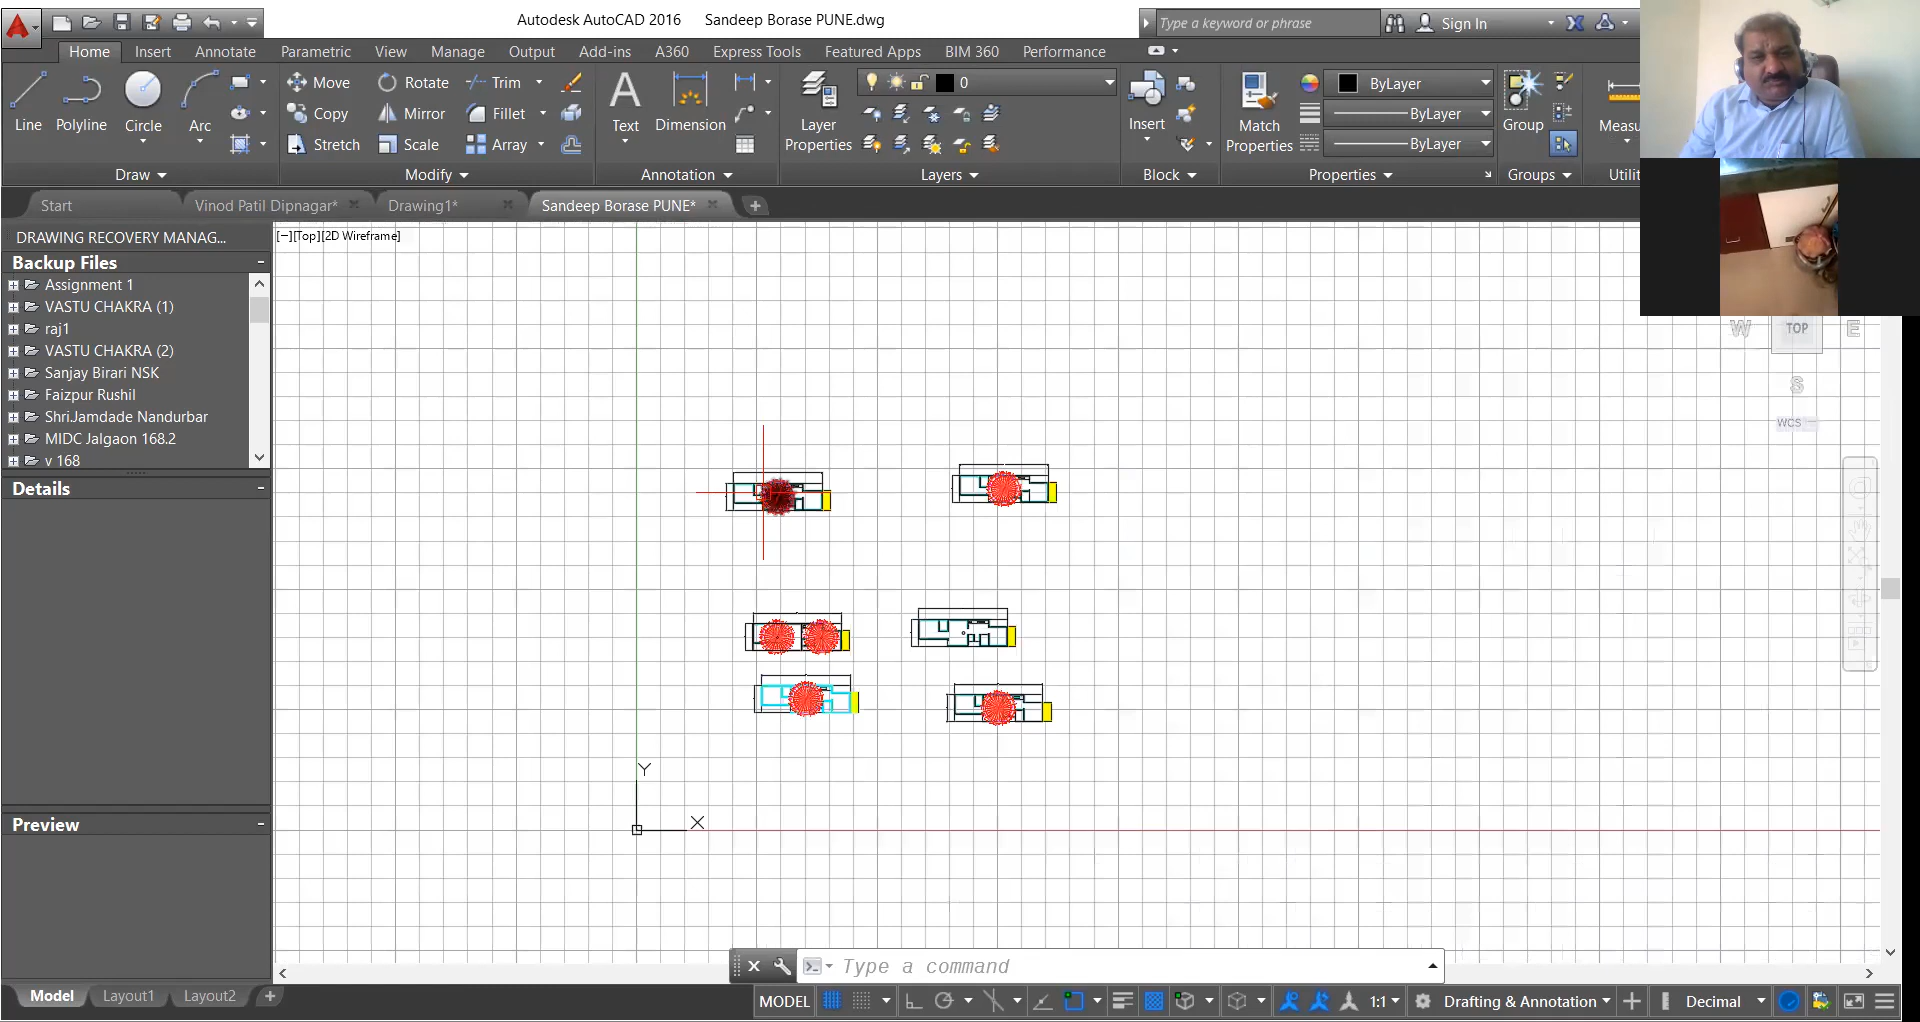 Autodesk AutoCAD 2016 Sandeep Borase PUNE.dwg
Type a keyword or phrase
Sign In
Home Insert Annotate Parametric View Manage Output Add-ins A360 Express Tools Featured Apps BIM 360 Performance
Line Polyline Circle Arc
Move Rotate Trim
Copy Mirror Fillet
Stretch Scale Array
Text Dimension
Layer Properties
0
Insert
Match Properties
ByLayer
ByLayer
ByLayer
Group
Measu
Draw Modify Annotation Layers Block Properties Groups Utilit
Start Vinod Patil Dipnagar* Drawing1* Sandeep Borase PUNE*
DRAWING RECOVERY MANAG...
Backup Files
Assignment 1
VASTU CHAKRA (1)
raj1
VASTU CHAKRA (2)
Sanjay Birari NSK
Faizpur Rushil
Shri.Jamdade Nandurbar
MIDC Jalgaon 168.2
v 168
Details
Preview
[−][Top][2D Wireframe]
W TOP E
S
WCS
Y
X
Type a command
Model Layout1 Layout2
MODEL 1:1 Drafting & Annotation Decimal